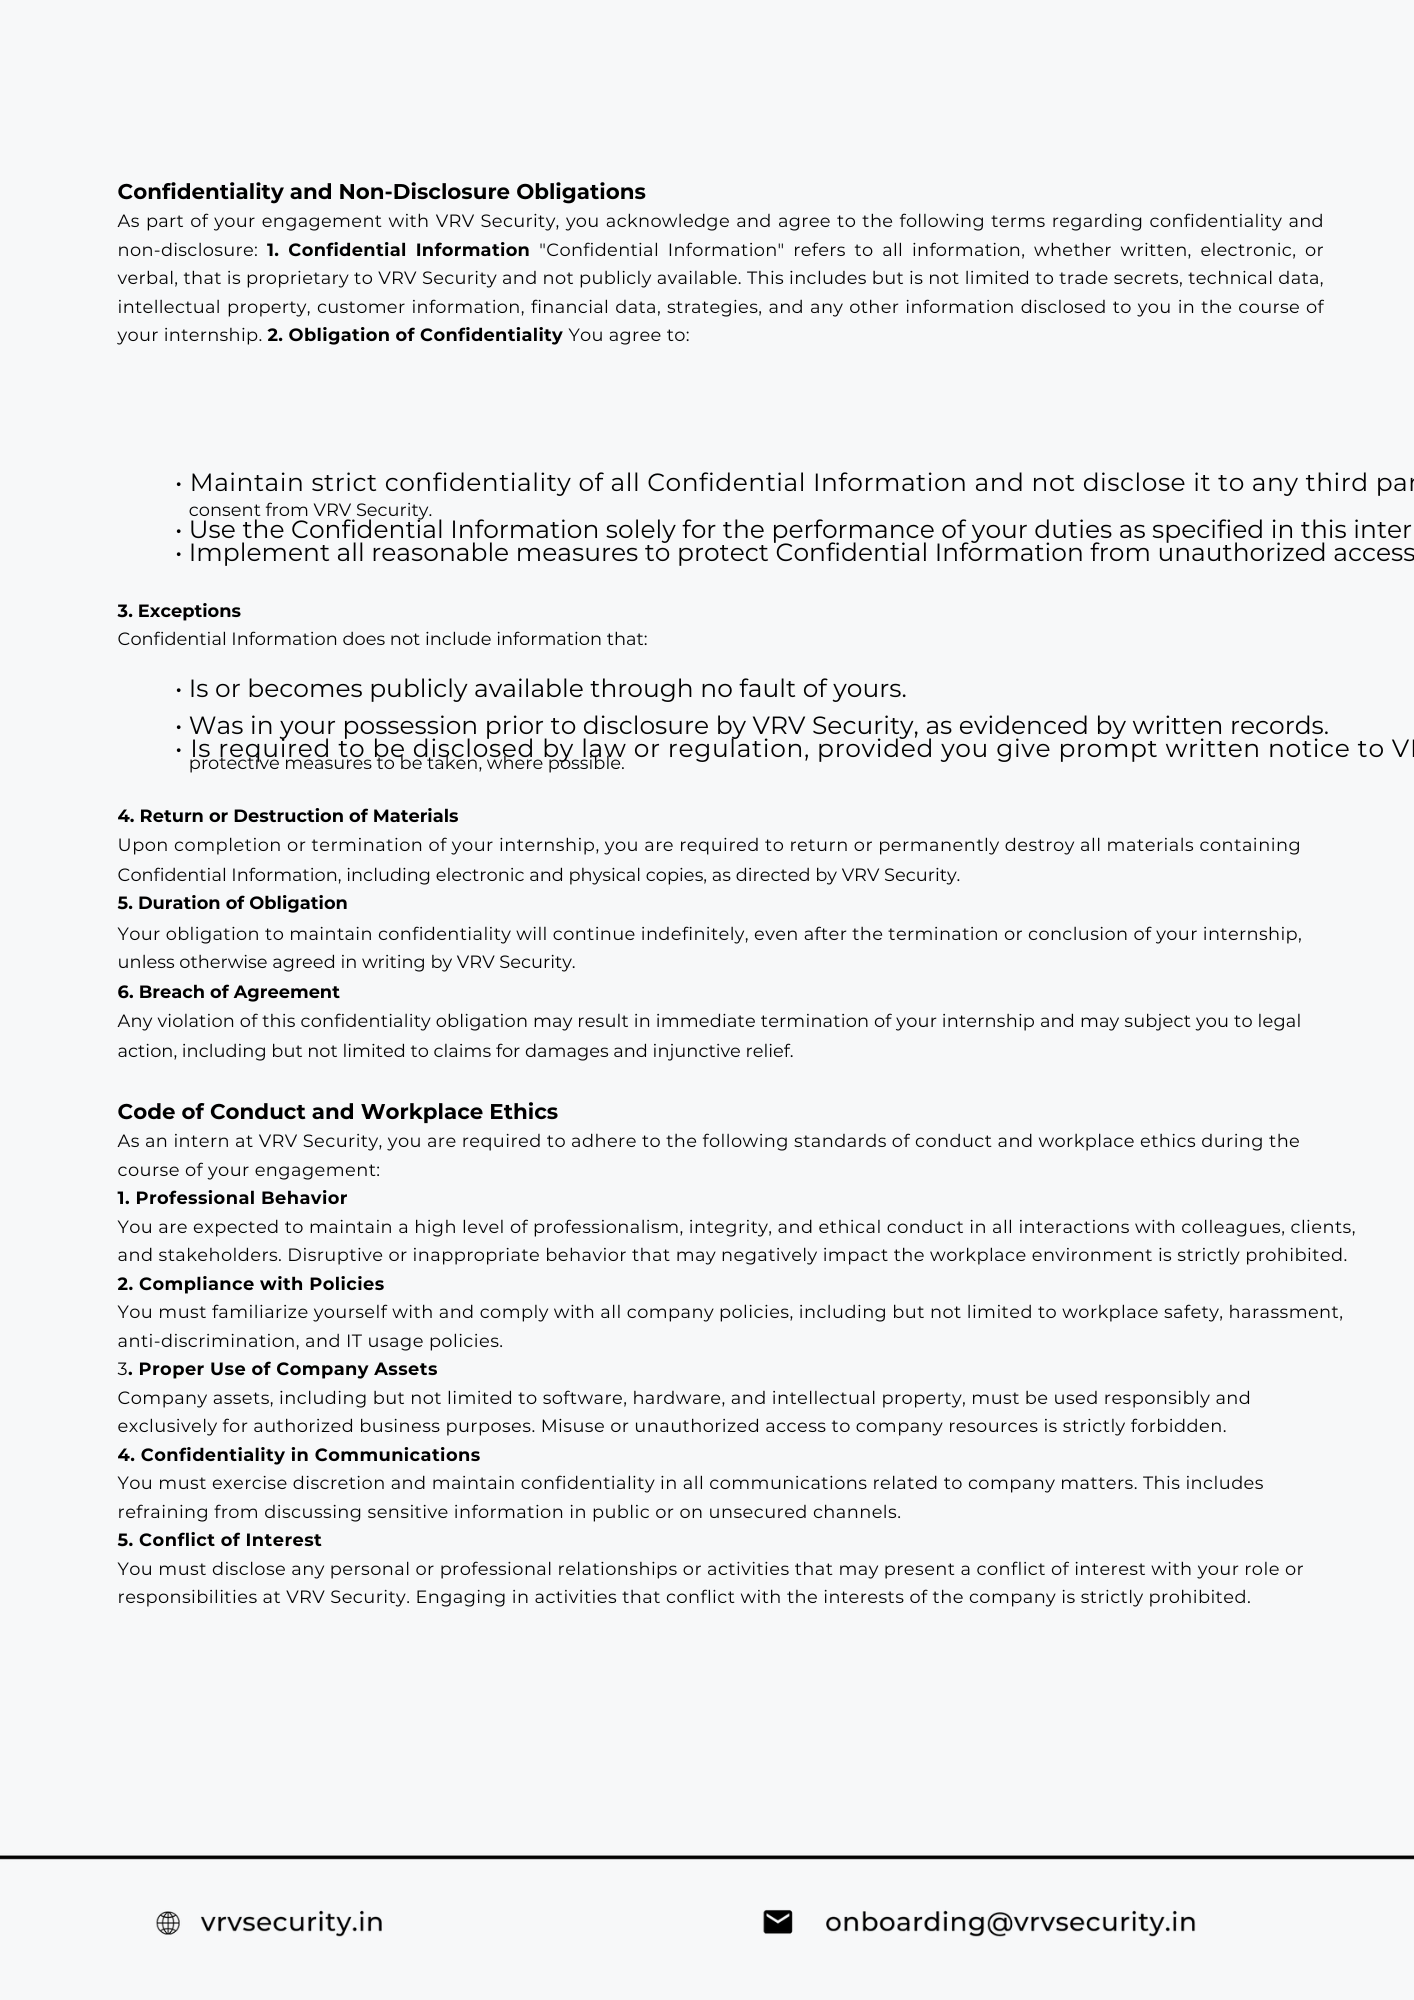 Confidentiality and Non-Disclosure Obligations
As part of your engagement with VRV Security, you acknowledge and agree to the following terms regarding confidentiality and
non-disclosure: 1. Confidential Information "Confidential Information" refers to all information, whether written, electronic, or
verbal, that is proprietary to VRV Security and not publicly available. This includes but is not limited to trade secrets, technical data,
intellectual property, customer information, financial data, strategies, and any other information disclosed to you in the course of
your internship. 2. Obligation of Confidentiality You agree to:
• Maintain strict confidentiality of all Confidential Information and not disclose it to any third
consent from VRV Security.
• Use the Confidential Information solely for the performance of your duties as specified in this
• Implement all reasonable measures to protect Confidential Information from unauthorized access
3. Exceptions
Confidential Information does not include information that:
• Is or becomes publicly available through no fault of yours.
• Was in your possession prior to disclosure by VRV Security, as evidenced by written records.
• Is required to be disclosed by law or regulation, provided you give prompt written notice to
protective measures to be taken, where possible.
4. Return or Destruction of Materials
Upon completion or termination of your internship, you are required to return or permanently destroy all materials containing
Confidential Information, including electronic and physical copies, as directed by VRV Security.
5. Duration of Obligation
Your obligation to maintain confidentiality will continue indefinitely, even after the termination or conclusion of your internship,
unless otherwise agreed in writing by VRV Security.
6. Breach of Agreement
Any violation of this confidentiality obligation may result in immediate termination of your internship and may subject you to legal
action, including but not limited to claims for damages and injunctive relief.
Code of Conduct and Workplace Ethics
As an intern at VRV Security, you are required to adhere to the following standards of conduct and workplace ethics during the
course of your engagement:
1. Professional Behavior
You are expected to maintain a high level of professionalism, integrity, and ethical conduct in all interactions with colleagues, clients,
and stakeholders. Disruptive or inappropriate behavior that may negatively impact the workplace environment is strictly prohibited.
2. Compliance with Policies
You must familiarize yourself with and comply with all company policies, including but not limited to workplace safety, harassment,
anti-discrimination, and IT usage policies.
3. Proper Use of Company Assets
Company assets, including but not limited to software, hardware, and intellectual property, must be used responsibly and
exclusively for authorized business purposes. Misuse or unauthorized access to company resources is strictly forbidden.
4. Confidentiality in Communications
You must exercise discretion and maintain confidentiality in all communications related to company matters. This includes
refraining from discussing sensitive information in public or on unsecured channels.
5. Conflict of Interest
You must disclose any personal or professional relationships or activities that may present a conflict of interest with your role or
responsibilities at VRV Security. Engaging in activities that conflict with the interests of the company is strictly prohibited.
vrvsecurity.in
onboarding@vrvsecurity.in